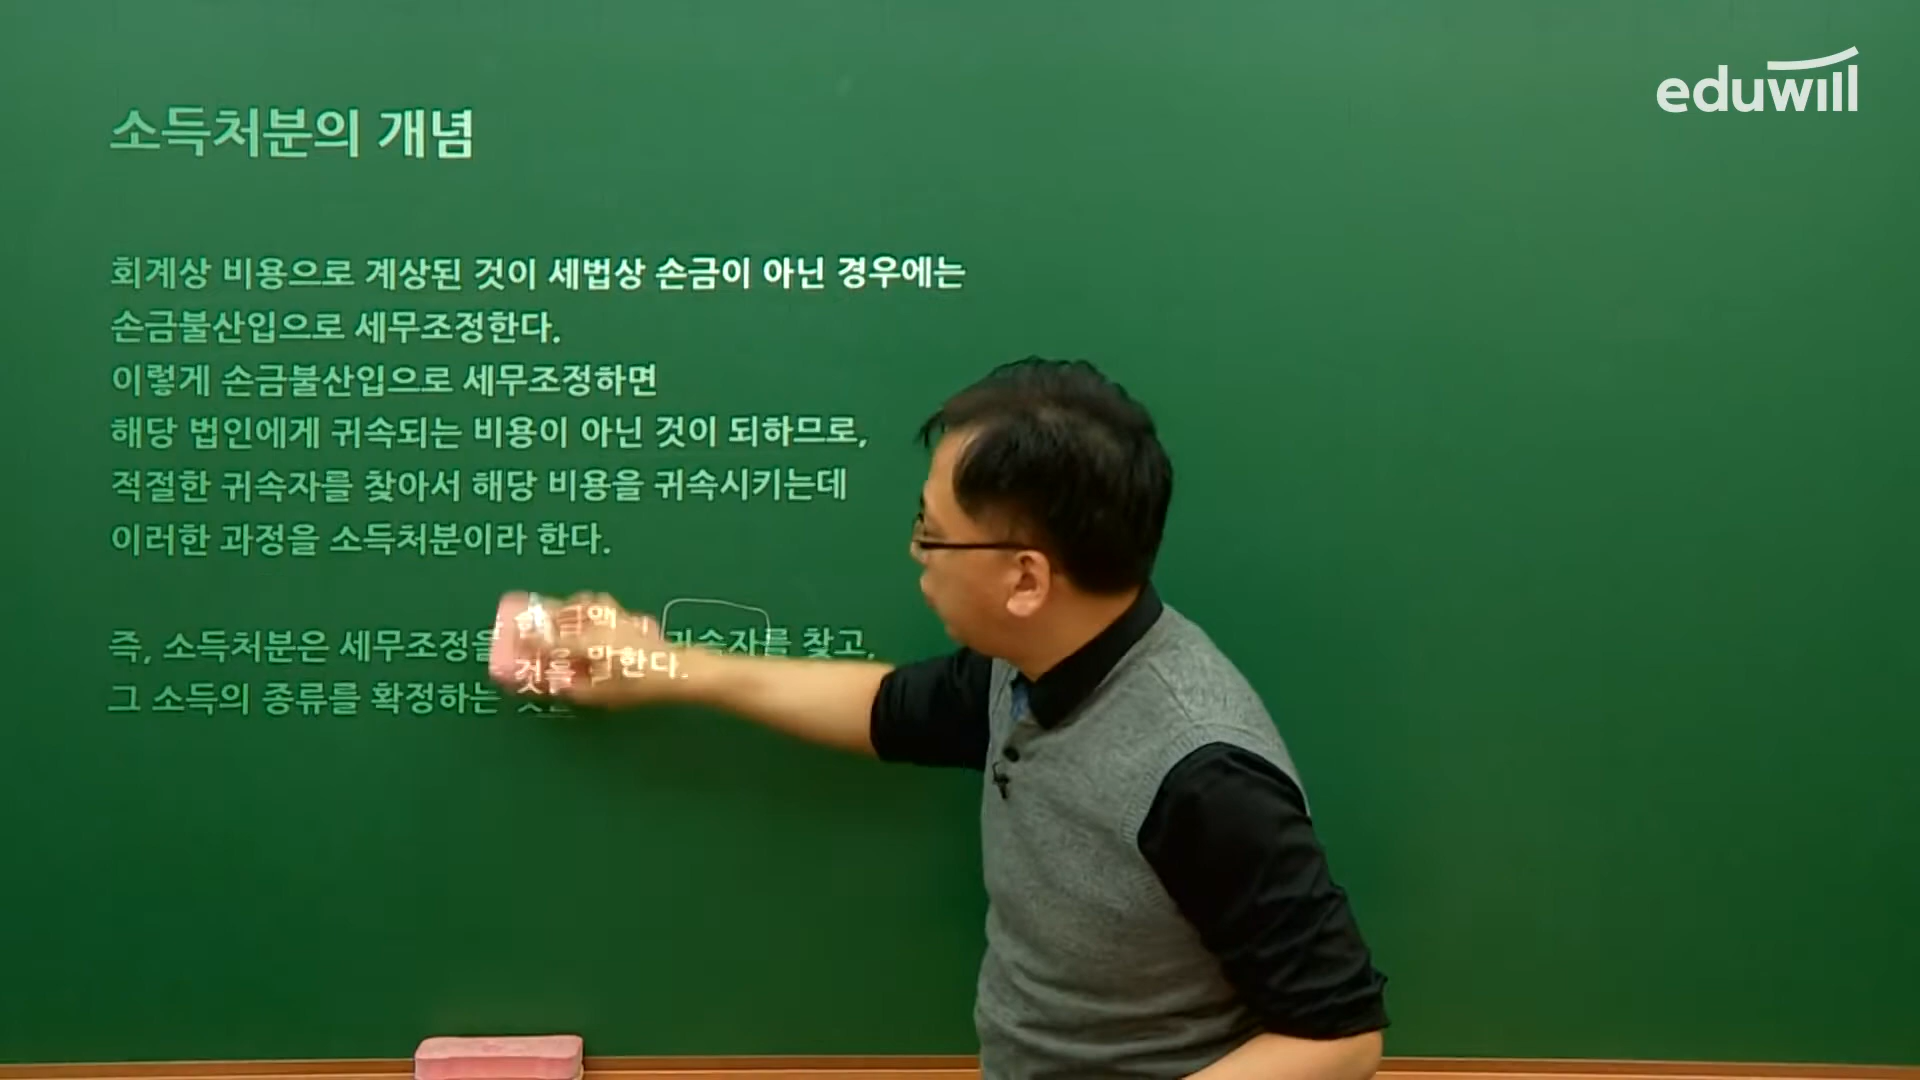 eduwill
소득처분의 개념
회계상 비용으로 계상된 것이 세법상 손금이 아닌 경우에는
손금불산입으로 세무조정한다.
이렇게 손금불산입으로 세무조정하면
해당 법인에게 귀속되는 비용이 아닌 것이 되하므로,
적절한 귀속자를 찾아서 해당 비용을 귀속시키는데
이러한 과정을 소득처분이라 한다.
즉, 소득처분은 세무조정을 금액 귀속자를 찾고,
그 소득의 종류를 확정하는 것을 말한다.